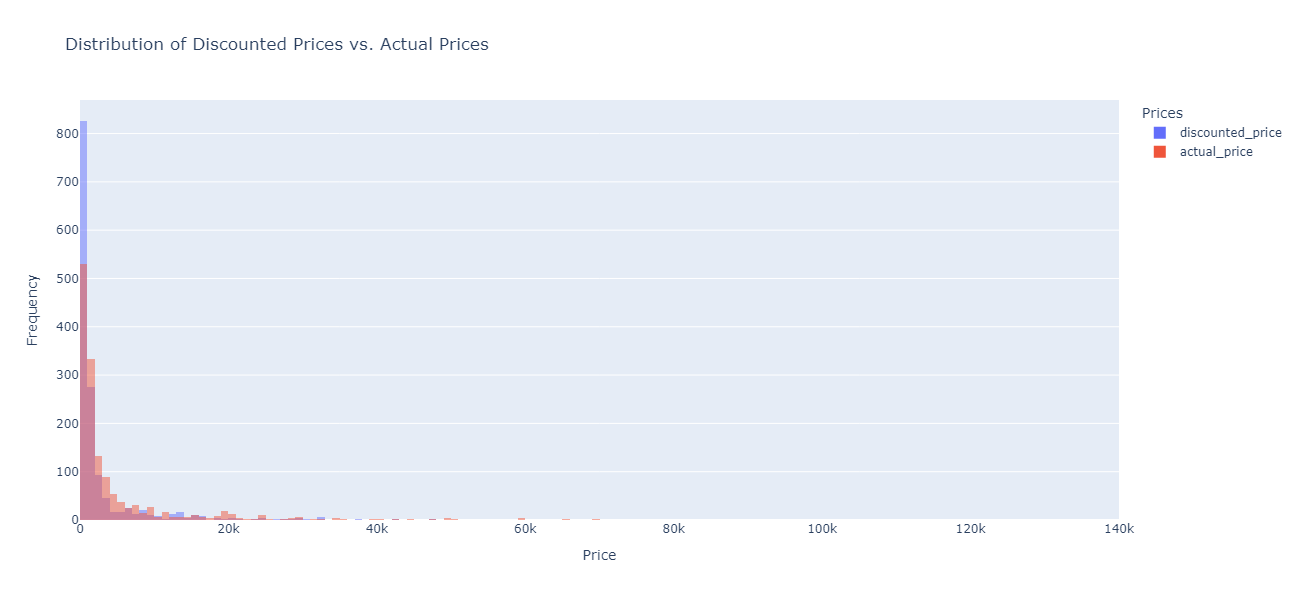 Distribution of Discounted Prices vs. Actual Prices
Prices
discounted_price
actual_price
800
700
600
500
400
300
200
100
0
Frequency
0
20k
40k
60k
80k
100k
120k
140k
Price